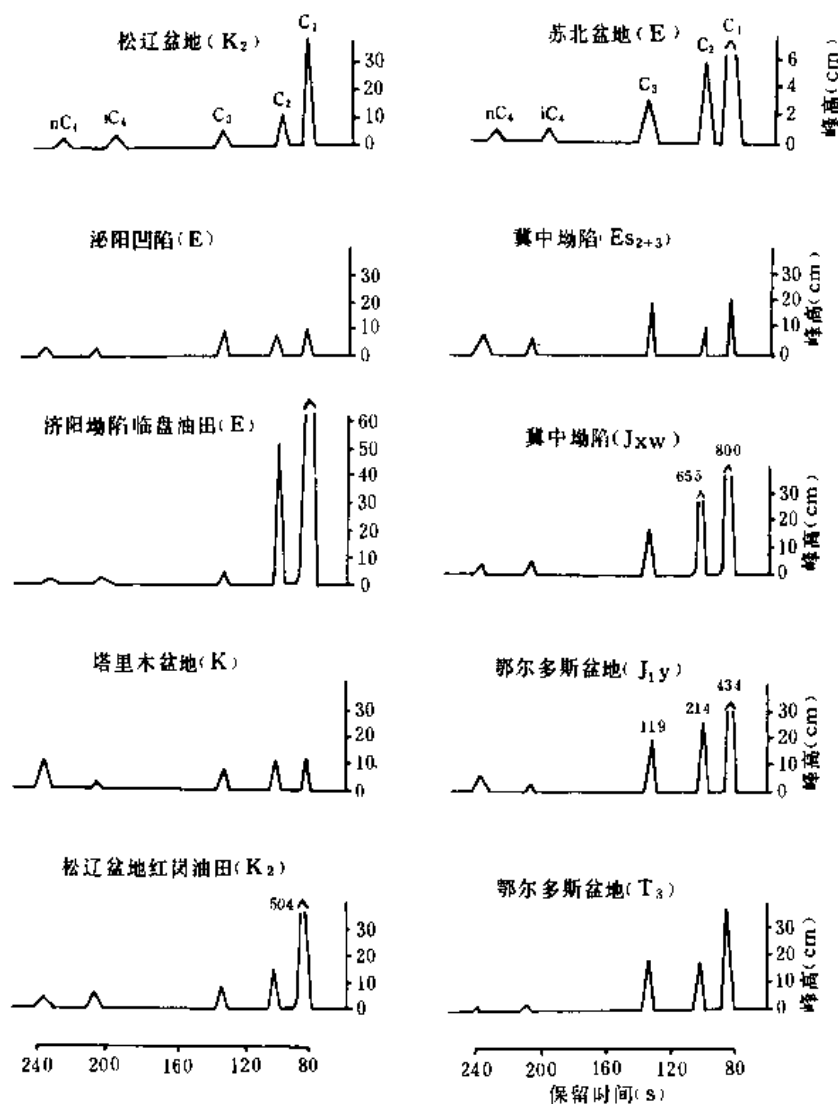 松辽盆地(K₂)
C₁
C₂
C₃
iC₄
nC₄
30
20
10
0
苏北盆地(E)
C₁
C₂
C₃
iC₄
nC₄
6
4
2
0
峰高(cm)
泌阳凹陷(E)
30
20
10
0
冀中坳陷(Es₂₊₃)
30
20
10
0
峰高(cm)
济阳坳陷临盘油田(E)
60
50
40
30
20
10
0
冀中坳陷(Jxw)
655
800
30
20
10
0
峰高(cm)
塔里木盆地(K)
30
20
10
0
鄂尔多斯盆地(J₁y)
119
214
434
30
20
10
0
峰高(cm)
松辽盆地红岗油田(K₂)
504
30
20
10
0
鄂尔多斯盆地(T₃)
30
20
10
0
峰高(cm)
240 200 160 120 80
240 200 160 120 80
保留时间(s)